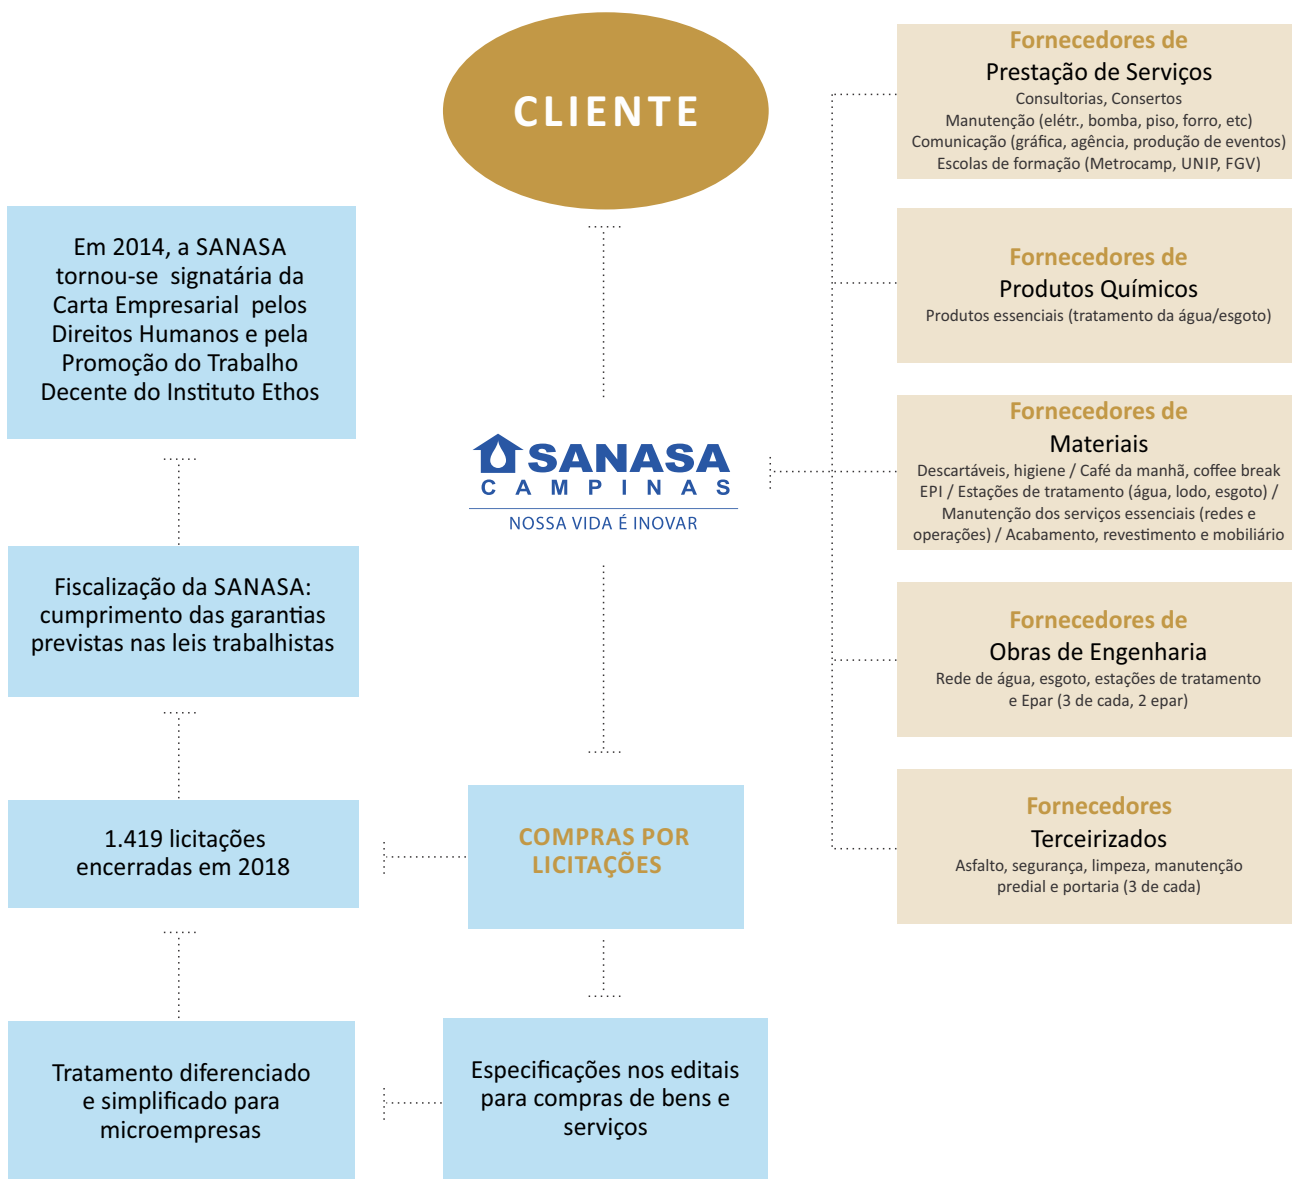 CLIENTE
Fornecedores de
Prestação de Serviços
Consultorias, Consertos
Manutenção (elétr., bomba, piso, forro, etc)
Comunicação (gráfica, agência, produção de eventos)
Escolas de formação (Metrocamp, UNIP, FGV)
Em 2014, a SANASA
tornou-se signatária da
Carta Empresarial pelos
Direitos Humanos e pela
Promoção do Trabalho
Decente do Instituto Ethos
Fornecedores de
Produtos Químicos
Produtos essenciais (tratamento da água/esgoto)
SANASA
CAMPINAS
NOSSA VIDA É INOVAR
Fornecedores de
Materiais
Descartáveis, higiene / Café da manhã, coffee break
EPI / Estações de tratamento (água, lodo, esgoto) /
Manutenção dos serviços essenciais (redes e
operações) / Acabamento, revestimento e mobiliário
Fiscalização da SANASA:
cumprimento das garantias
previstas nas leis trabalhistas
Fornecedores de
Obras de Engenharia
Rede de água, esgoto, estações de tratamento
e Epar (3 de cada, 2 epar)
1.419 licitações
encerradas em 2018
COMPRAS POR
LICITAÇÕES
Fornecedores
Terceirizados
Asfalto, segurança, limpeza, manutenção
predial e portaria (3 de cada)
Tratamento diferenciado
e simplificado para
microempresas
Especificações nos editais
para compras de bens e
serviços